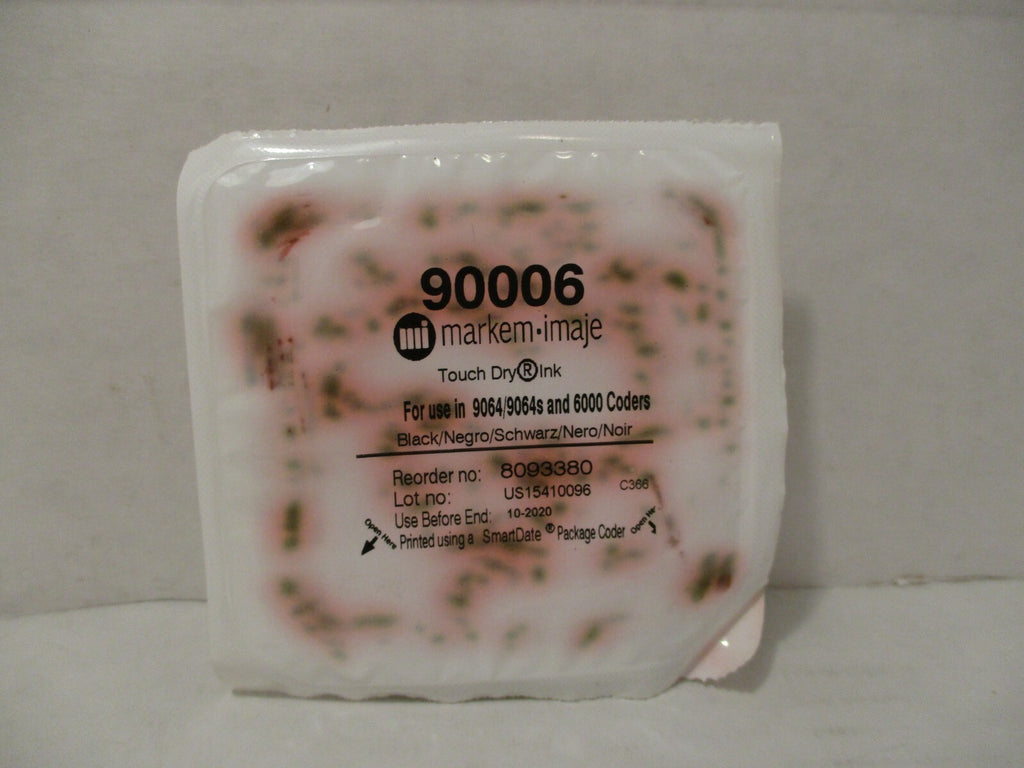 90006
mi markem·imaje
Touch Dry®Ink
For use in 9064/9064s and 6000 Coders
Black/Negro/Schwarz/Nero/Noir
Reorder no: 8093380
Lot no: US15410096 C366
Use Before End: 10-2020
Open Here Printed using a SmartDate® Package Coder Open Here